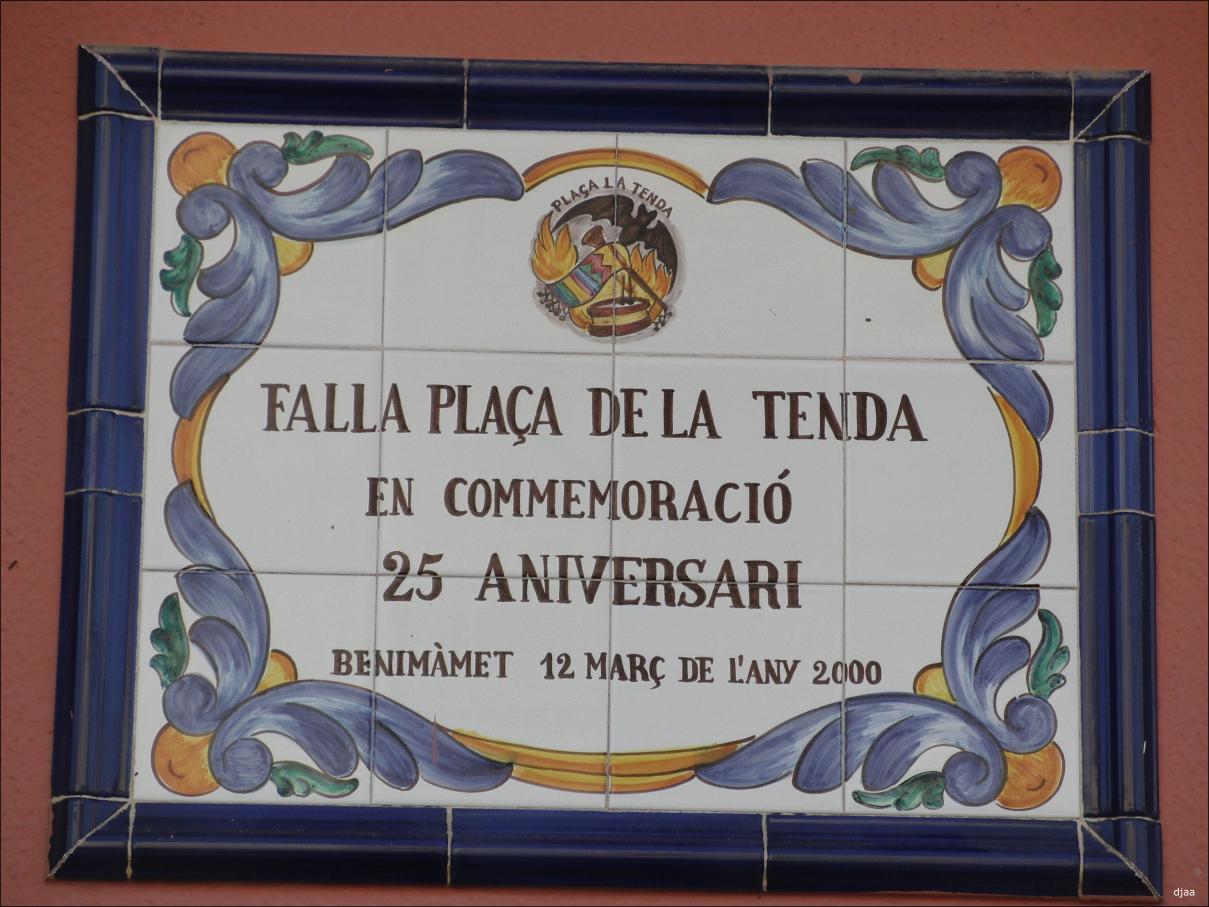 PLAÇA LA TENDA
FALLA PLAÇA DE LA TENDA
EN COMMEMORACIÓ
25 ANIVERSARI
BENIMÀMET 12 MARÇ DE L'ANY 2000
djaa